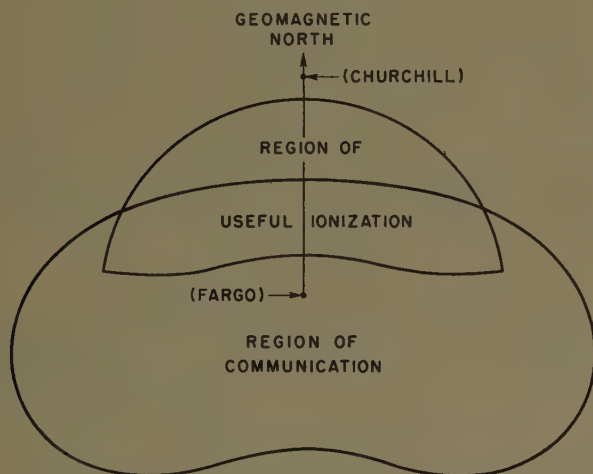 GEOMAGNETIC
NORTH
(CHURCHILL)
REGION OF
USEFUL IONIZATION
(FARGO)
REGION OF
COMMUNICATION